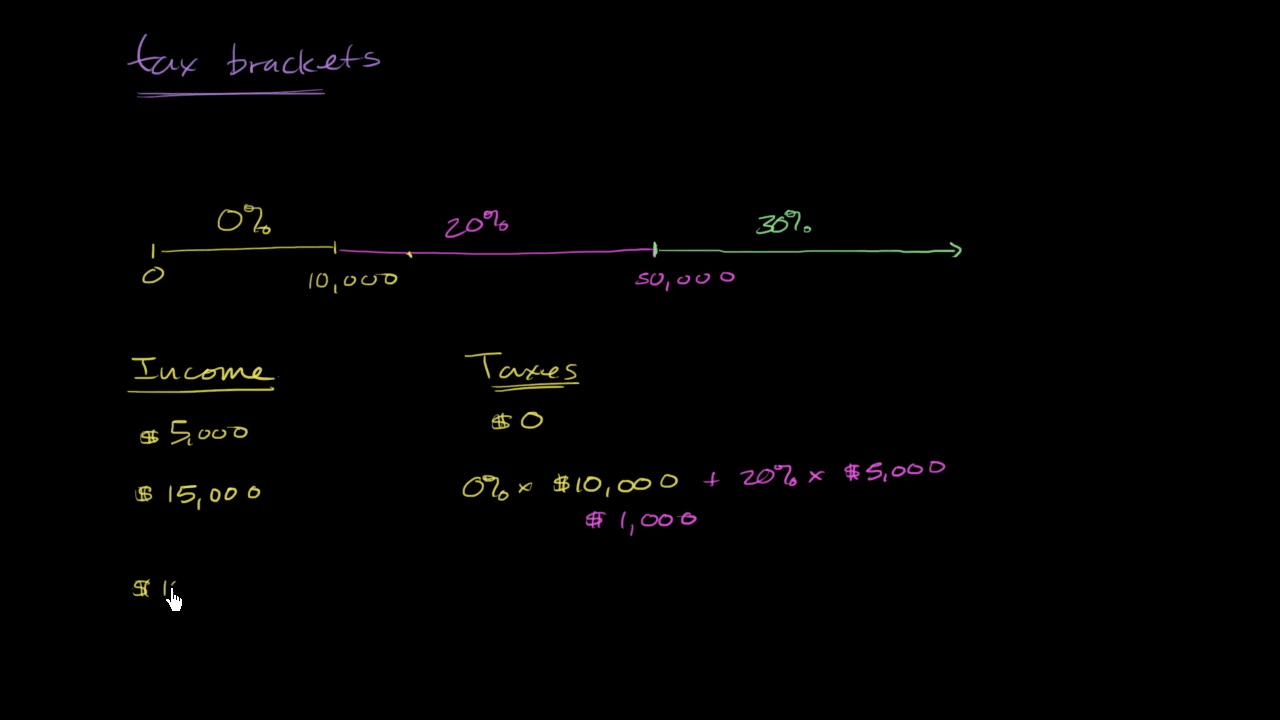 tax brackets
0% 20% 30%
0 10,000 50,000
Income Taxes
$ 5,000 $ 0
$ 15,000 0% x $10,000 + 20% x $5,000
$ 1,000
$ 1